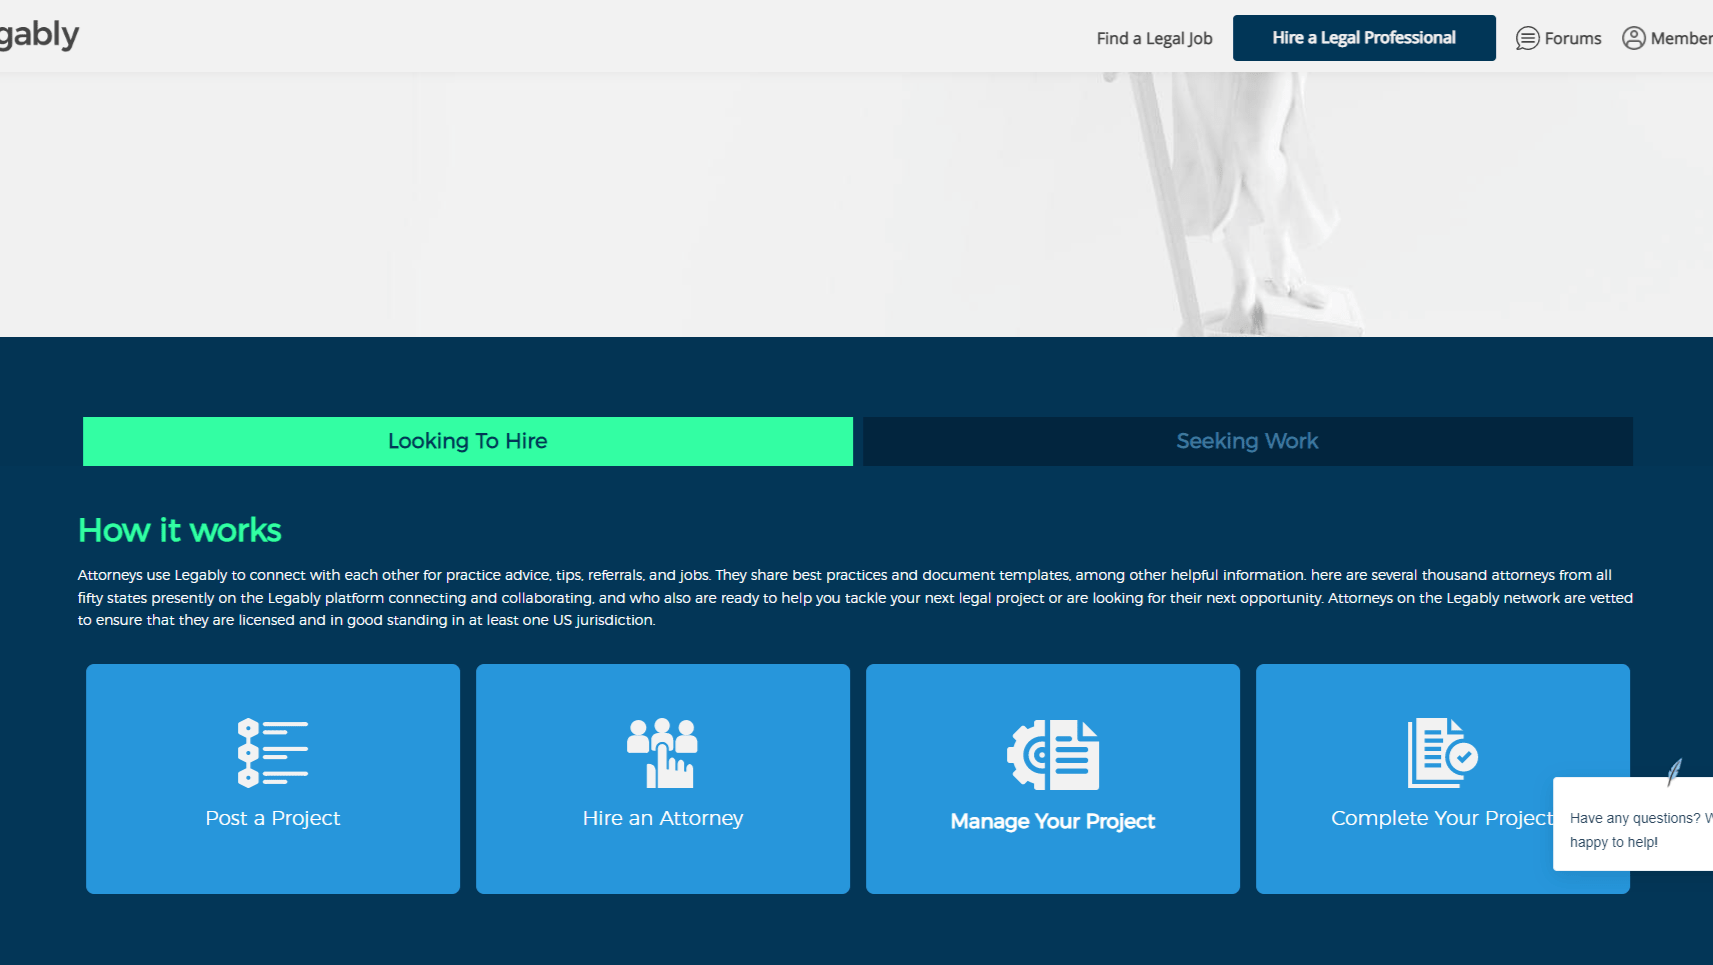 gably
Find a Legal Job
Hire a Legal Professional
Forums
Member
Looking To Hire
Seeking Work
How it works
Attorneys use Legably to connect with each other for practice advice, tips, referrals, and jobs. They share best practices and document templates, among other helpful information. here are several thousand attorneys from all
fifty states presently on the Legably platform connecting and collaborating, and who also are ready to help you tackle your next legal project or are looking for their next opportunity. Attorneys on the Legably network are vetted
to ensure that they are licensed and in good standing in at least one US jurisdiction.
Post a Project
Hire an Attorney
Manage Your Project
Complete Your Project
Have any questions? W
happy to help!